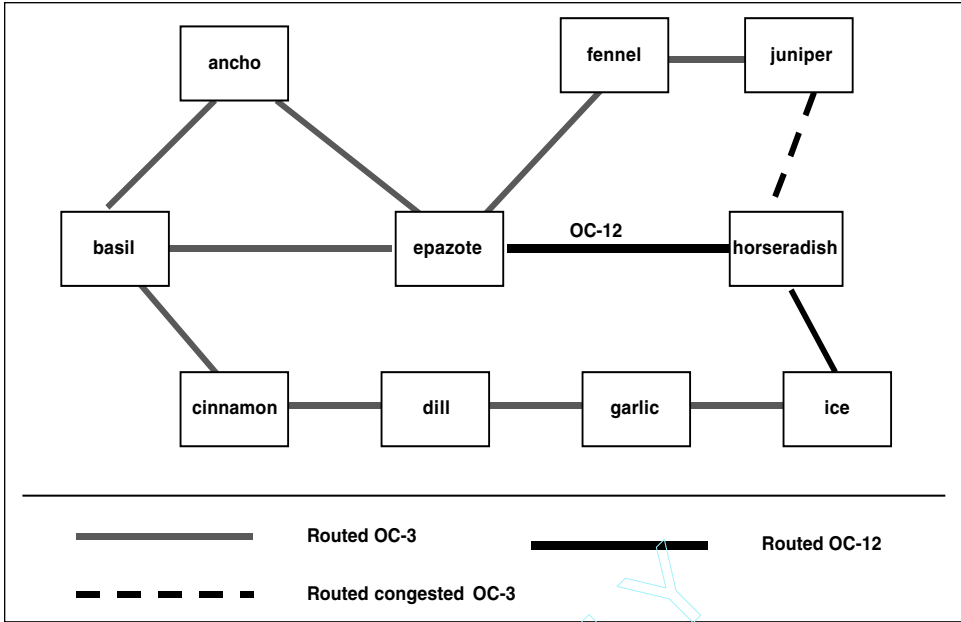 ancho
fennel
juniper
basil
epazote
OC-12
horseradish
cinnamon
dill
garlic
ice
Routed OC-3
Routed OC-12
Routed congested OC-3